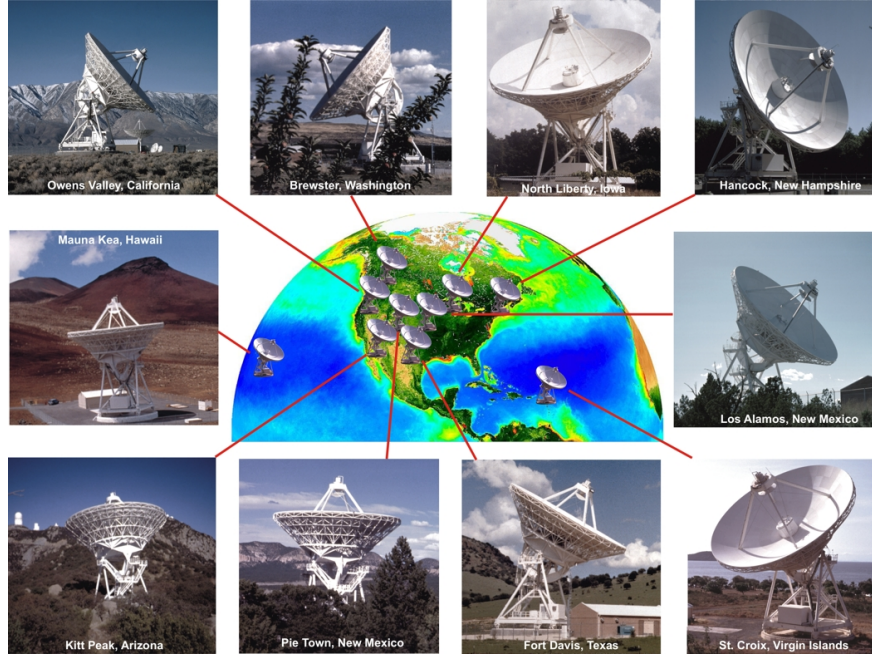 Owens Valley, California
Brewster, Washington
North Liberty, Iowa
Hancock, New Hampshire
Mauna Kea, Hawaii
Los Alamos, New Mexico
Kitt Peak, Arizona
Pie Town, New Mexico
Fort Davis, Texas
St. Croix, Virgin Islands